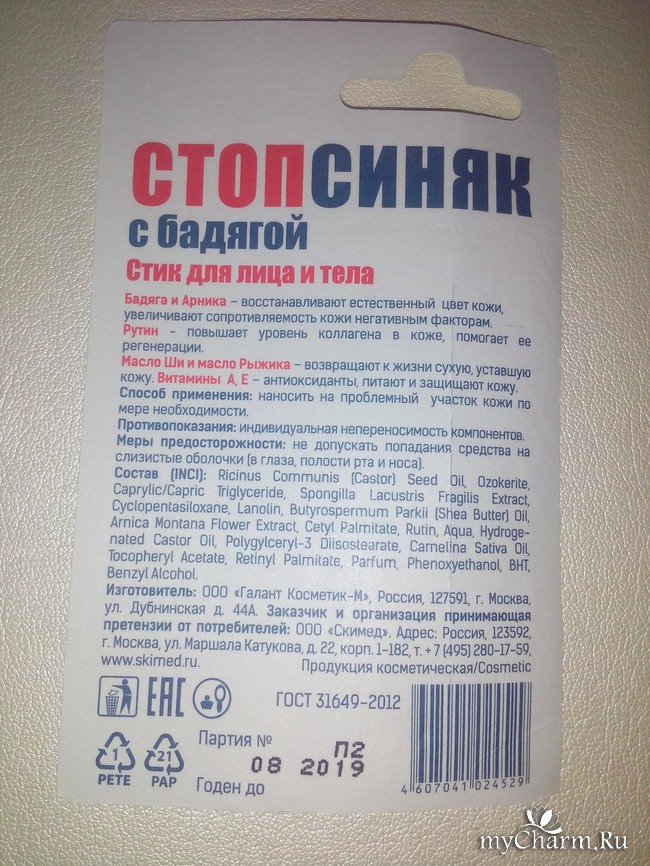 СТОПСИНЯК
с бадягой
Стик для лица и тела
Бадяга и Арника – восстанавливают естественный цвет кожи,
увеличивают сопротивляемость кожи негативным факторам.
Рутин - повышает уровень коллагена в коже, помогает ее
регенерации.
Масло Ши и масло Рыжика – возвращают к жизни сухую, уставшую
кожу. Витамины А, Е – антиоксиданты, питают и защищают кожу.
Способ применения: наносить на проблемный участок кожи по
мере необходимости.
Противопоказания: индивидуальная непереносимость компонентов.
Меры предосторожности: не допускать попадания средства на
слизистые оболочки (в глаза, полости рта и носа).
Состав (INCI): Ricinus Communis (Castor) Seed Oil, Ozokerite,
Caprylic/Capric Triglyceride, Spongilla Lacustris Fragilis Extract,
Cyclopentasiloxane, Lanolin, Butyrospermum Parkii (Shea Butter) Oil,
Arnica Montana Flower Extract, Cetyl Palmitate, Rutin, Aqua, Hydroge-
nated Castor Oil, Polyglyceryl-3 Diisostearate, Camelina Sativa Oil,
Tocopheryl Acetate, Retinyl Palmitate, Parfum, Phenoxyethanol, BHT,
Benzyl Alcohol.
Изготовитель: ООО «Галант Косметик-М», Россия, 127591, г. Москва,
ул. Дубнинская д. 44А. Заказчик и организация принимающая
претензии от потребителей: ООО «Скимед». Адрес: Россия, 123592,
г. Москва, ул. Маршала Катукова, д. 22, корп. 1-182, т. +7 (495) 280-17-59,
www.skimed.ru Продукция косметическая/Cosmetic
EAC ГОСТ 31649-2012
1 PETE 21 PAP
Партия № П2
08 2019
Годен до
4 607041 024529
myCharm.Ru